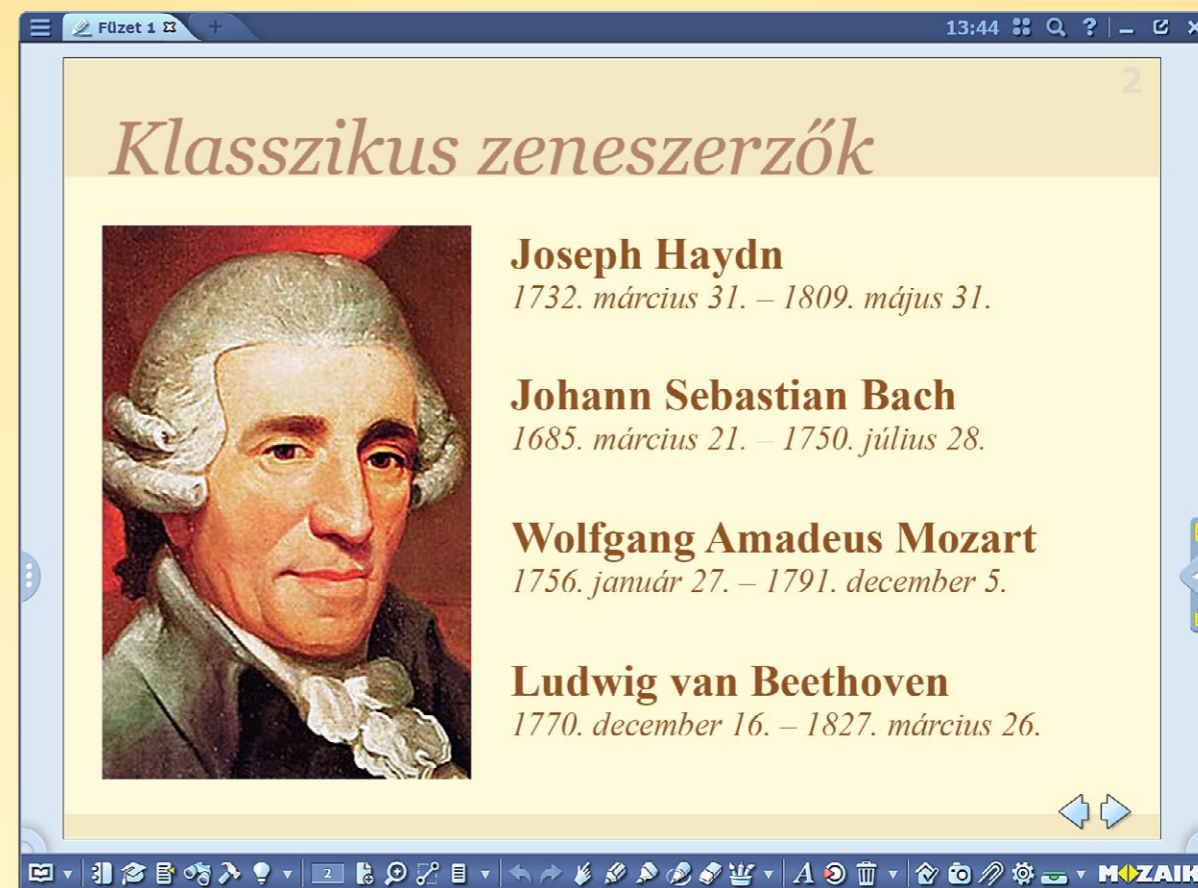 Füzet 1
13:44
2
Klasszikus zeneszerzők
Joseph Haydn
1732. március 31. – 1809. május 31.
Johann Sebastian Bach
1685. március 21. – 1750. július 28.
Wolfgang Amadeus Mozart
1756. január 27. – 1791. december 5.
Ludwig van Beethoven
1770. december 16. – 1827. március 26.
2
MOZAIK